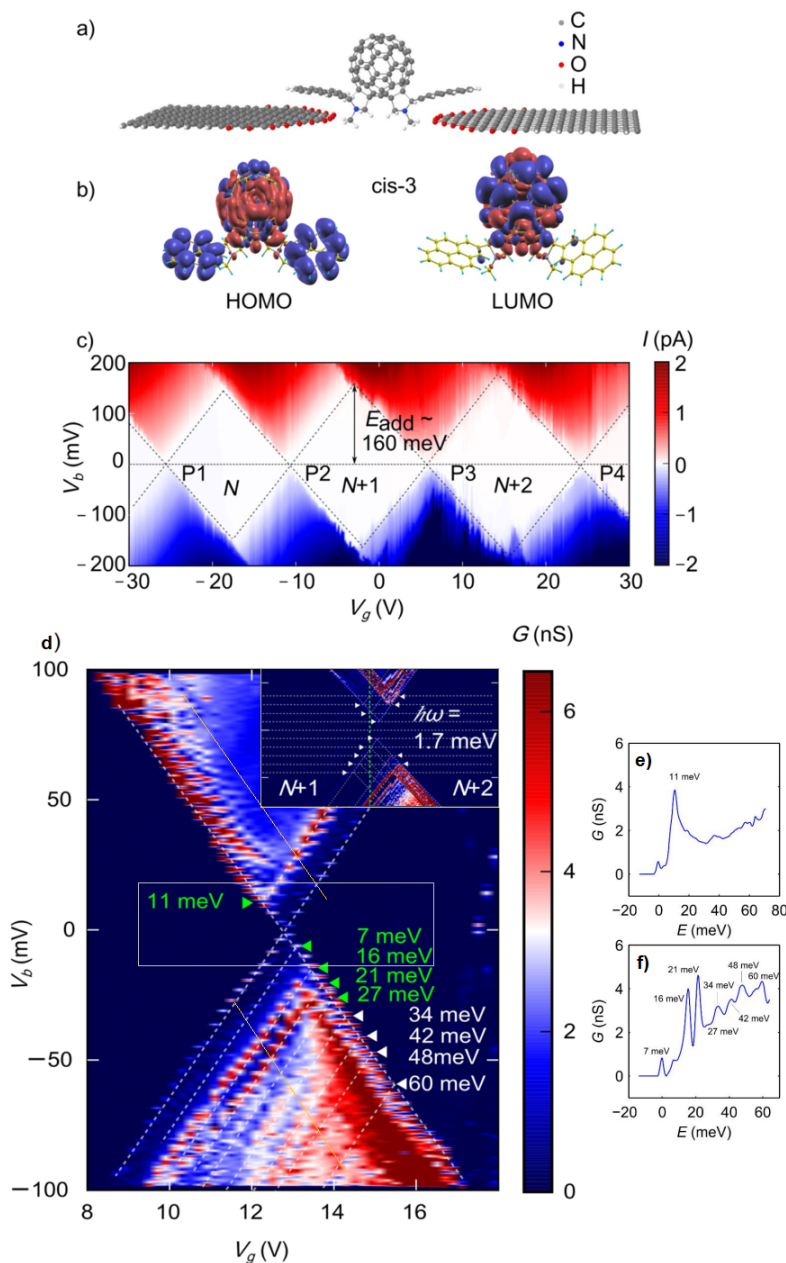 a)
C
N
O
H
b)
cis-3
HOMO
LUMO
c)
I (pA)
200
100
0
−100
−200
V_b (mV)
E_add ~
160 meV
P1
N
P2
N+1
P3
N+2
P4
−30
−20
−10
0
10
20
30
V_g (V)
2
1
0
−1
−2
d)
G (nS)
100
50
0
−50
−100
V_b (mV)
ħω =
1.7 meV
N+1
N+2
11 meV
7 meV
16 meV
21 meV
27 meV
34 meV
42 meV
48meV
60 meV
8
10
12
14
16
V_g (V)
6
4
2
0
e)
11 meV
G (nS)
6
4
2
0
−20
0
20
40
60
80
E (meV)
f)
7 meV
16 meV
21 meV
27 meV
34 meV
42 meV
48 meV
60 meV
G (nS)
6
4
2
0
−20
0
20
40
60
80
E (meV)